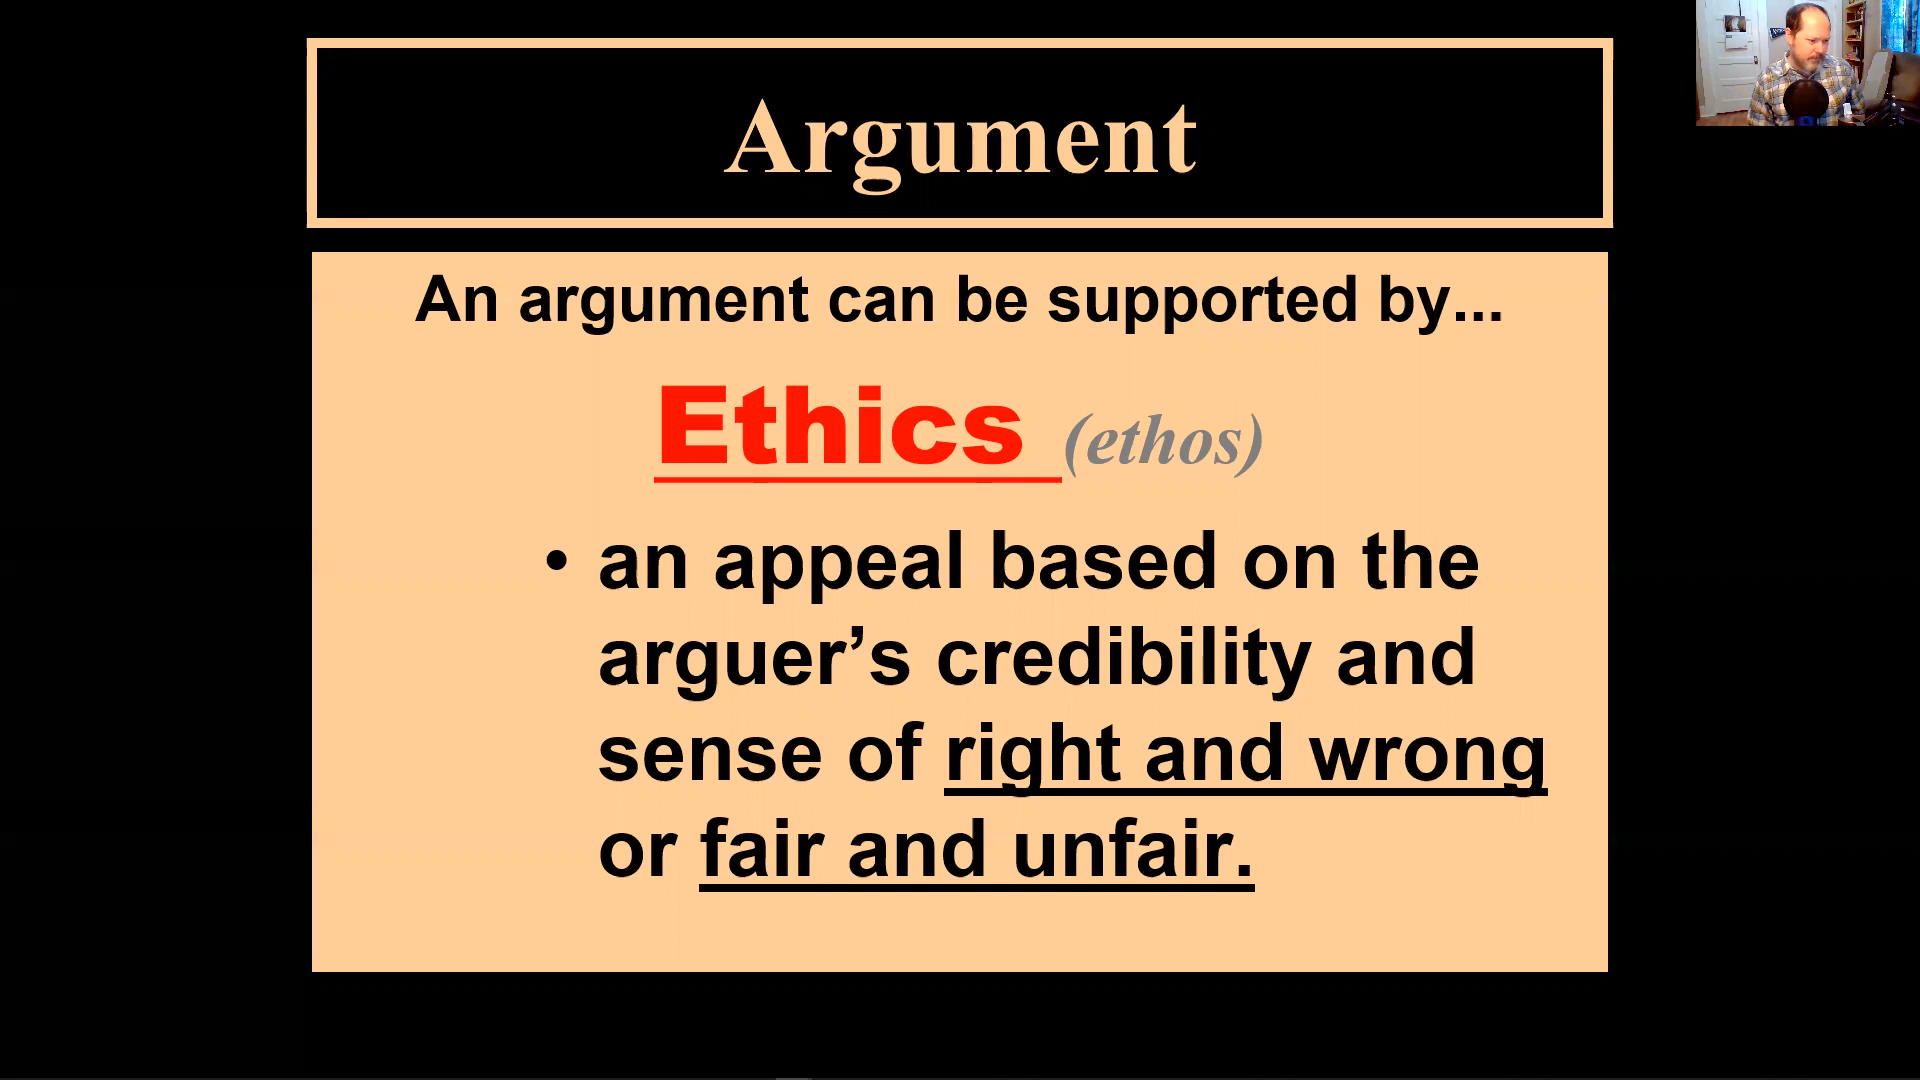 Argument
An argument can be supported by...
Ethics (ethos)
• an appeal based on the
arguer’s credibility and
sense of right and wrong
or fair and unfair.